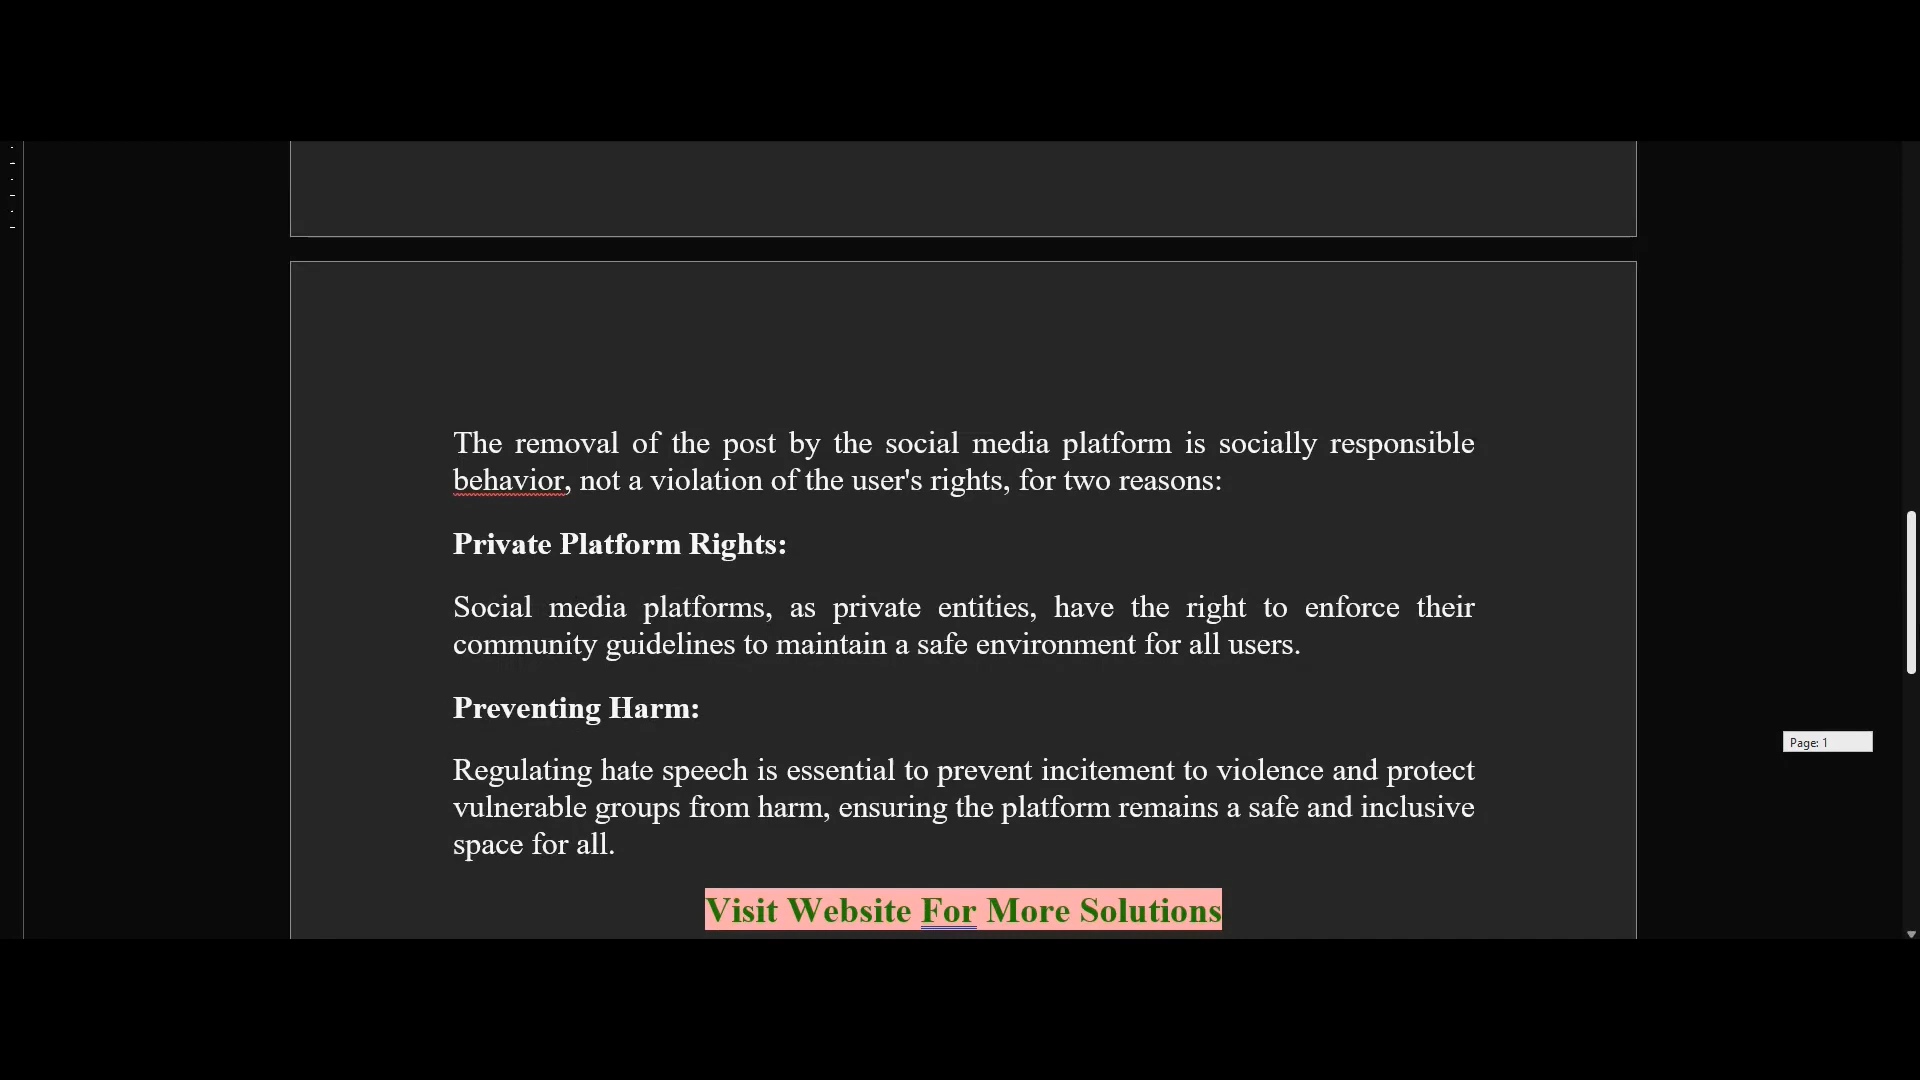 The removal of the post by the social media platform is socially responsible
behavior, not a violation of the user's rights, for two reasons:
Private Platform Rights:
Social media platforms, as private entities, have the right to enforce their
community guidelines to maintain a safe environment for all users.
Preventing Harm:
Page: 1
Regulating hate speech is essential to prevent incitement to violence and protect
vulnerable groups from harm, ensuring the platform remains a safe and inclusive
space for all.
Visit Website For More Solutions